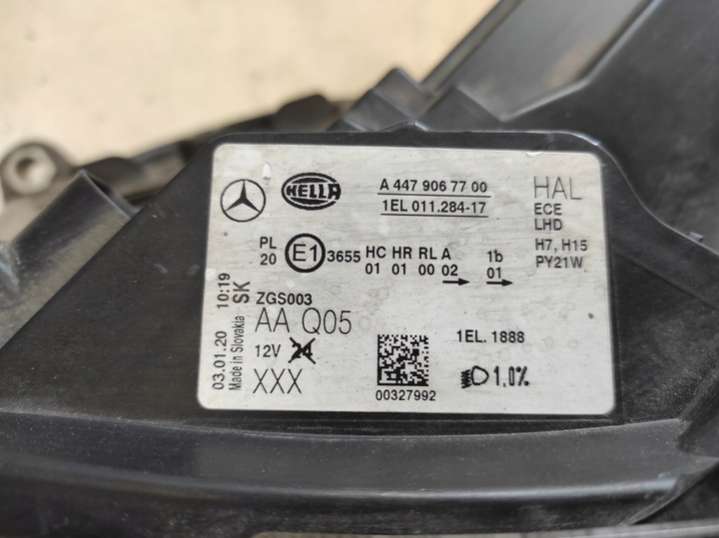 HELLA
A 447 906 77 00
1EL 011.284-17
HAL
ECE
LHD
H7, H15
PY21W
PL
20
E1
3655
HC HR RL A 1b
01 01 00 02 01
ZGS003
AA Q05
12V 24
XXX
03.01.20 10:19
Made in Slovakia SK
00327992
1EL. 1888
1,0%